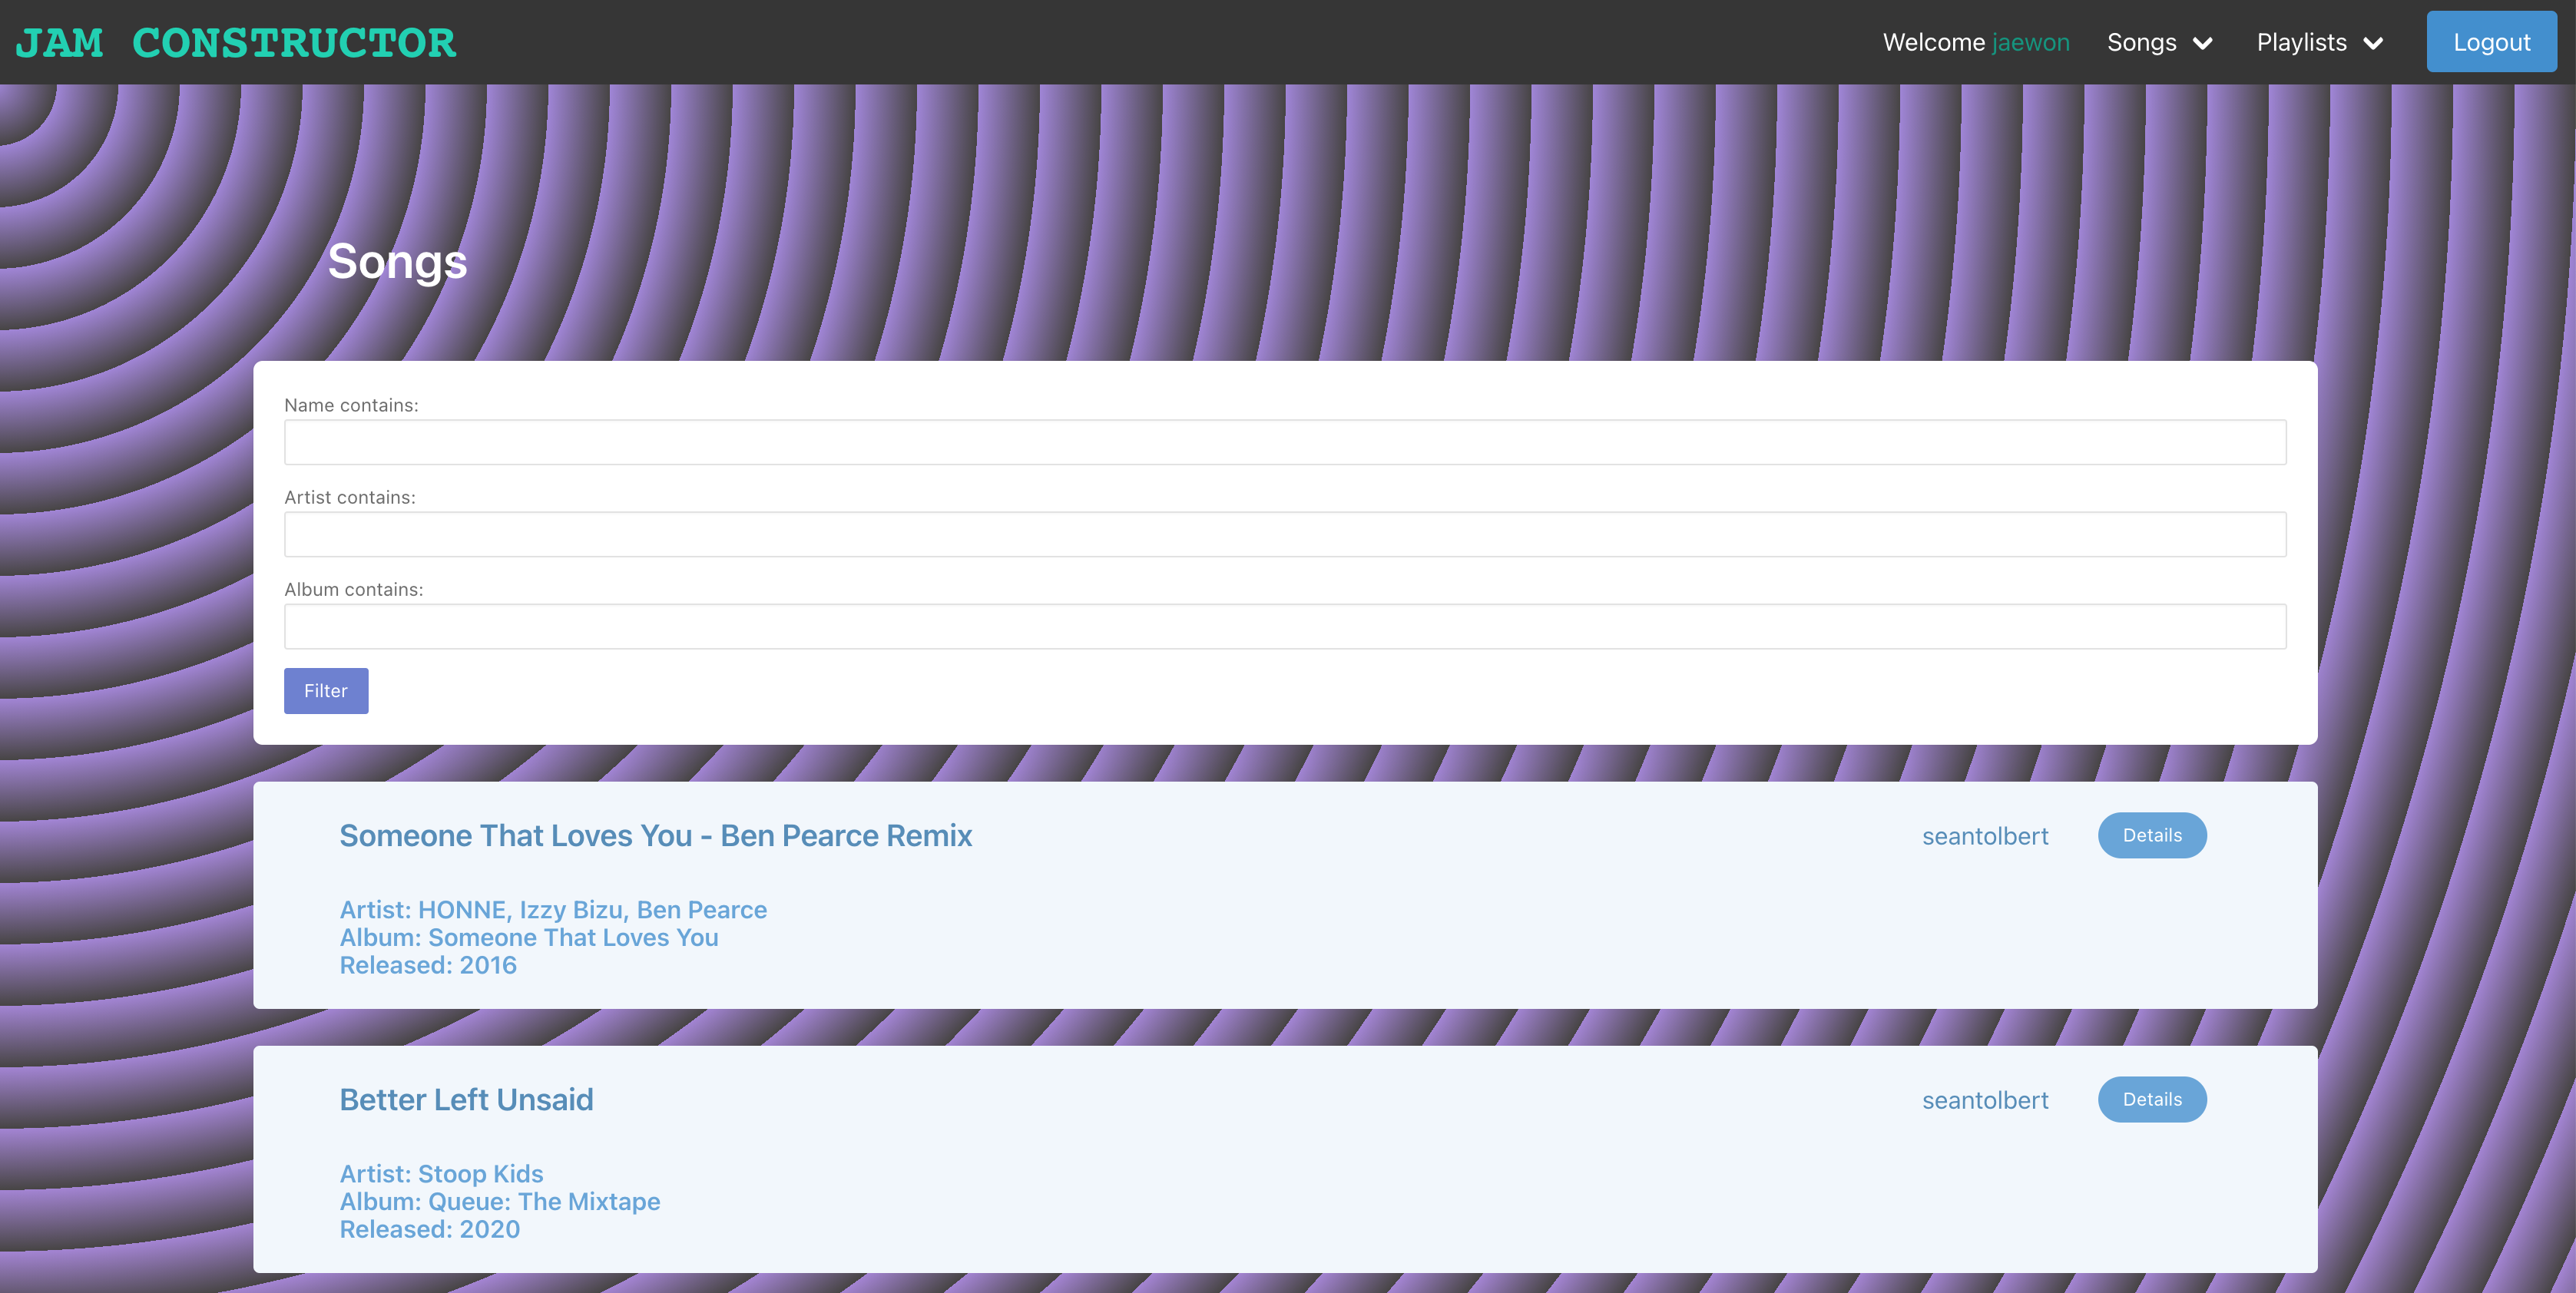 JAM CONSTRUCTOR
Welcome jaewon Songs Playlists Logout
Songs
Name contains:
Artist contains:
Album contains:
Filter
Someone That Loves You - Ben Pearce Remix seantolbert Details
Artist: HONNE, Izzy Bizu, Ben Pearce
Album: Someone That Loves You
Released: 2016
Better Left Unsaid seantolbert Details
Artist: Stoop Kids
Album: Queue: The Mixtape
Released: 2020